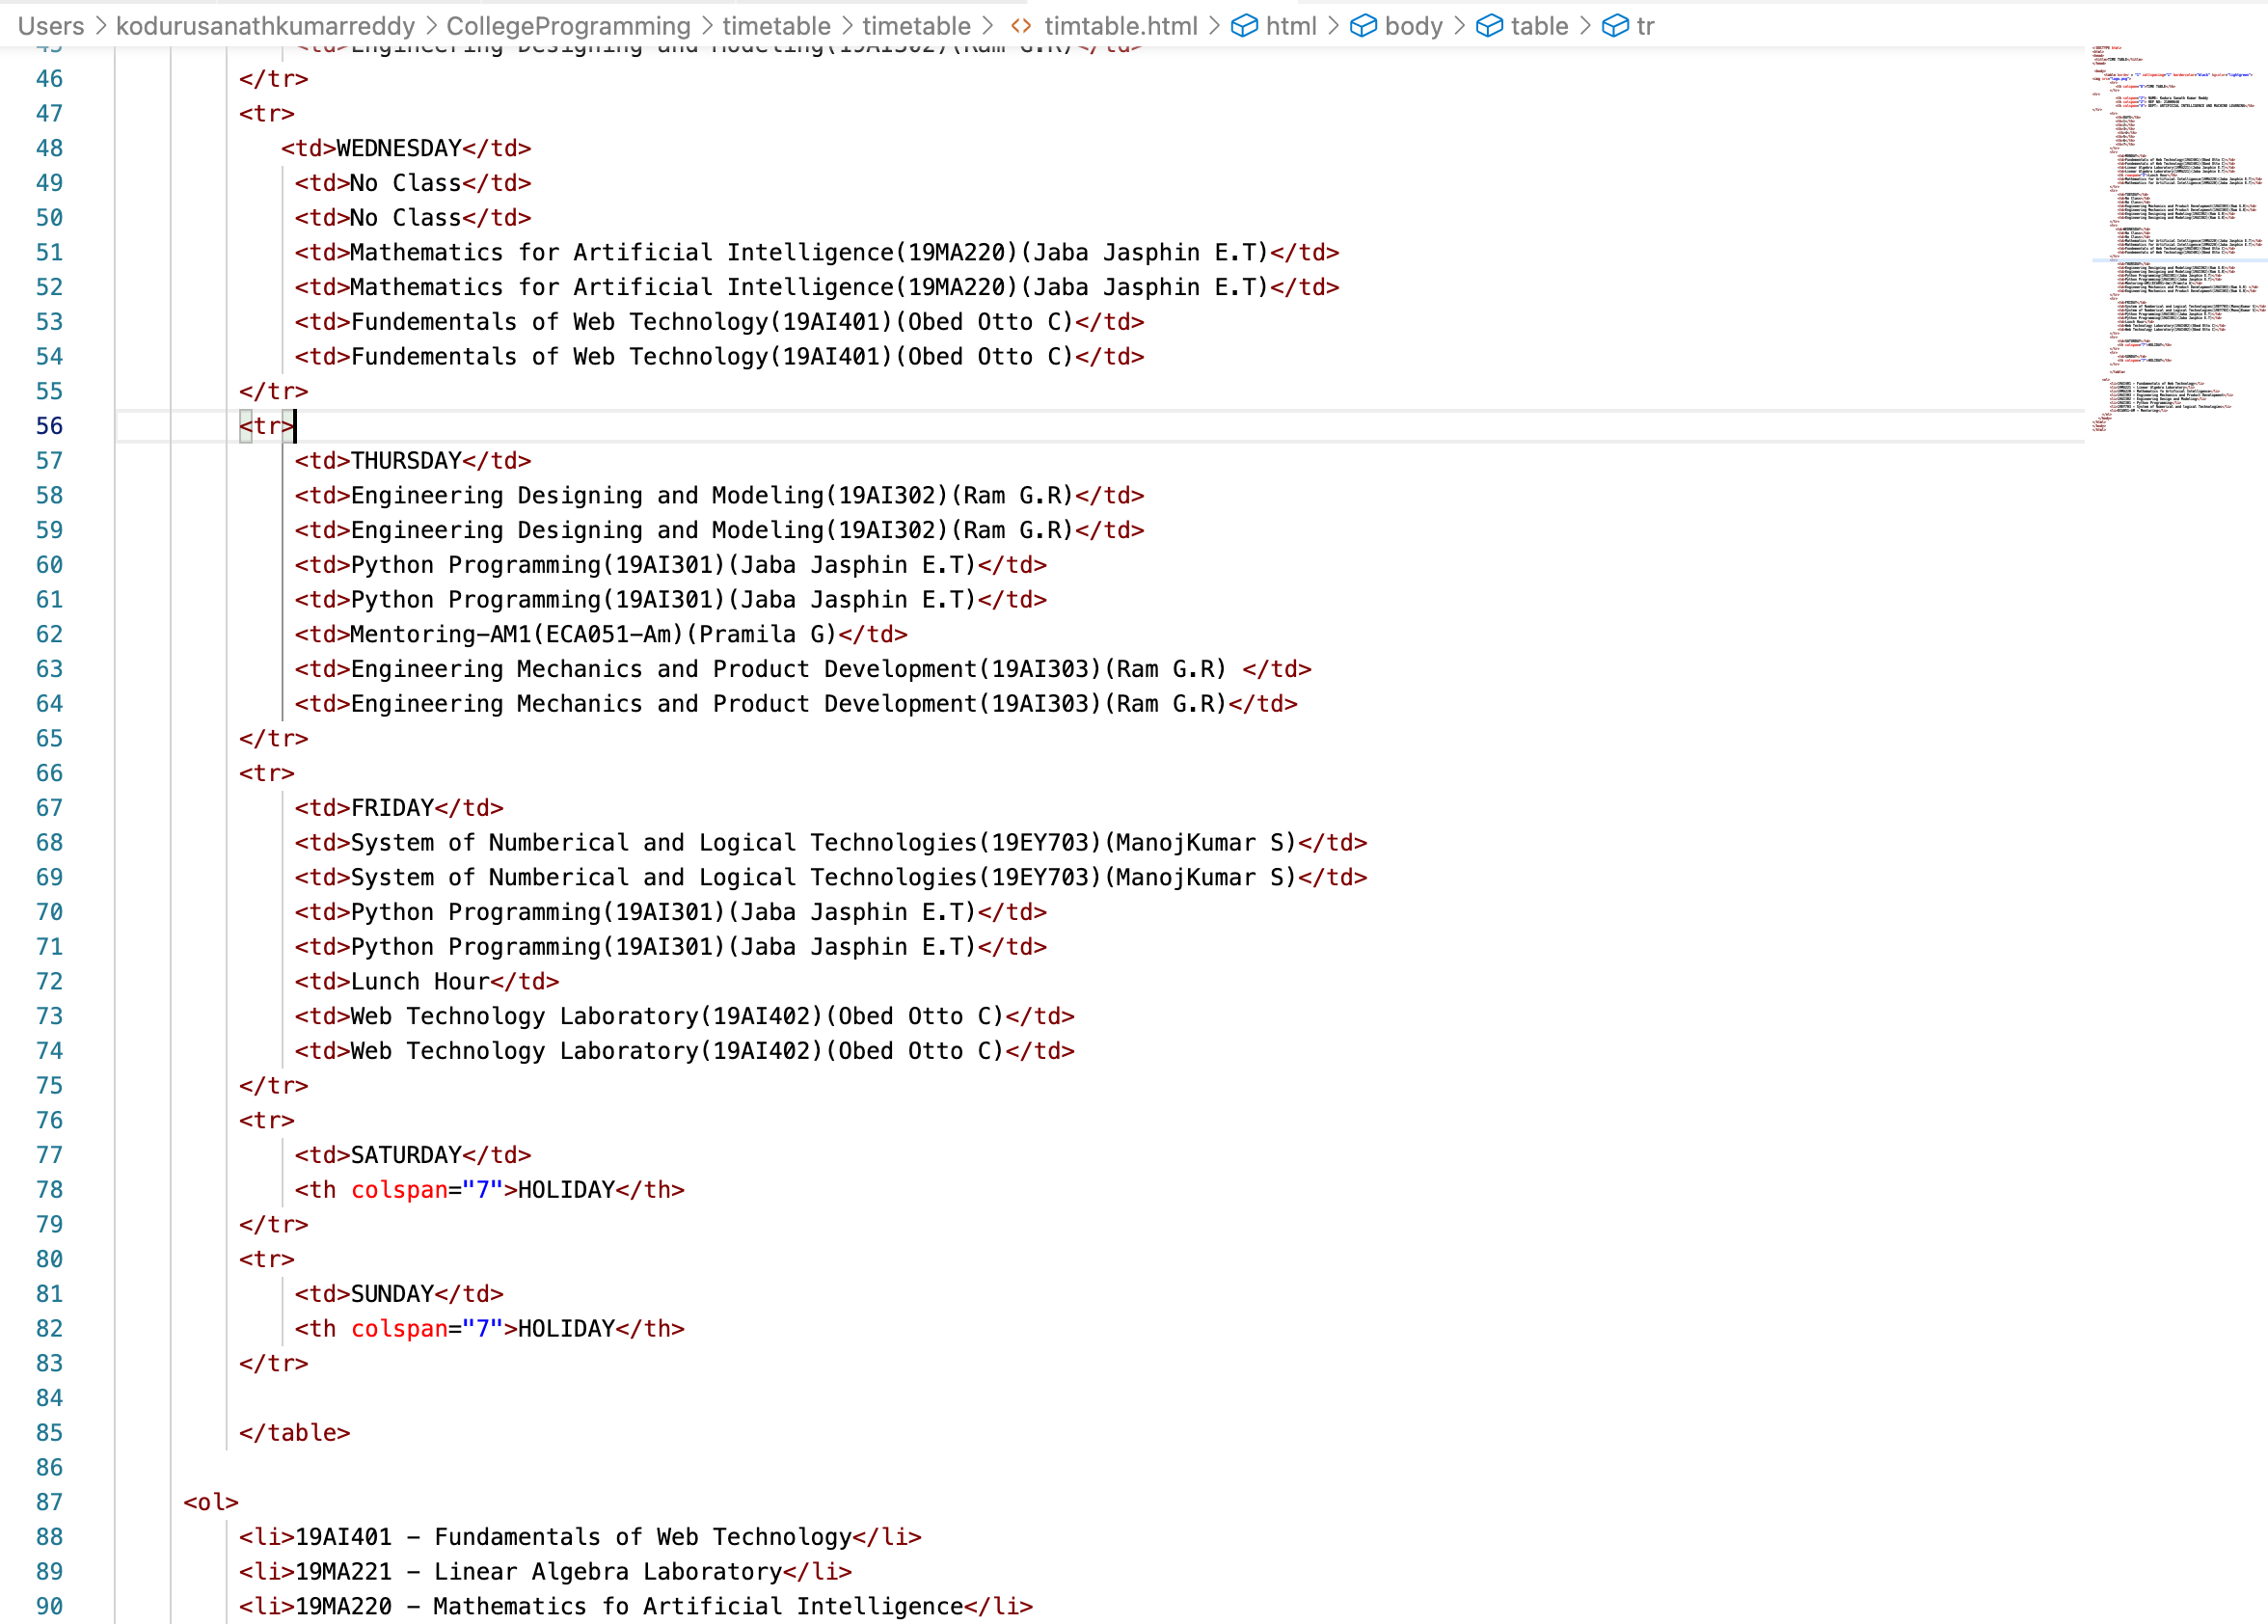 Users > kodurusanathkumarreddy > CollegeProgramming > timetable > timetable > timtable.html > html > body > table > tr
45 <td>Engineering Designing and Modeling(19AI302)(Ram G.R)</td>
46 </tr>
47 <tr>
48 <td>WEDNESDAY</td>
49 <td>No Class</td>
50 <td>No Class</td>
51 <td>Mathematics for Artificial Intelligence(19MA220)(Jaba Jasphin E.T)</td>
52 <td>Mathematics for Artificial Intelligence(19MA220)(Jaba Jasphin E.T)</td>
53 <td>Fundementals of Web Technology(19AI401)(Obed Otto C)</td>
54 <td>Fundementals of Web Technology(19AI401)(Obed Otto C)</td>
55 </tr>
56 <tr>
57 <td>THURSDAY</td>
58 <td>Engineering Designing and Modeling(19AI302)(Ram G.R)</td>
59 <td>Engineering Designing and Modeling(19AI302)(Ram G.R)</td>
60 <td>Python Programming(19AI301)(Jaba Jasphin E.T)</td>
61 <td>Python Programming(19AI301)(Jaba Jasphin E.T)</td>
62 <td>Mentoring-AM1(ECA051-Am)(Pramila G)</td>
63 <td>Engineering Mechanics and Product Development(19AI303)(Ram G.R) </td>
64 <td>Engineering Mechanics and Product Development(19AI303)(Ram G.R)</td>
65 </tr>
66 <tr>
67 <td>FRIDAY</td>
68 <td>System of Numberical and Logical Technologies(19EY703)(ManojKumar S)</td>
69 <td>System of Numberical and Logical Technologies(19EY703)(ManojKumar S)</td>
70 <td>Python Programming(19AI301)(Jaba Jasphin E.T)</td>
71 <td>Python Programming(19AI301)(Jaba Jasphin E.T)</td>
72 <td>Lunch Hour</td>
73 <td>Web Technology Laboratory(19AI402)(Obed Otto C)</td>
74 <td>Web Technology Laboratory(19AI402)(Obed Otto C)</td>
75 </tr>
76 <tr>
77 <td>SATURDAY</td>
78 <th colspan="7">HOLIDAY</th>
79 </tr>
80 <tr>
81 <td>SUNDAY</td>
82 <th colspan="7">HOLIDAY</th>
83 </tr>
84
85 </table>
86
87 <ol>
88 <li>19AI401 - Fundamentals of Web Technology</li>
89 <li>19MA221 - Linear Algebra Laboratory</li>
90 <li>19MA220 - Mathematics fo Artificial Intelligence</li>